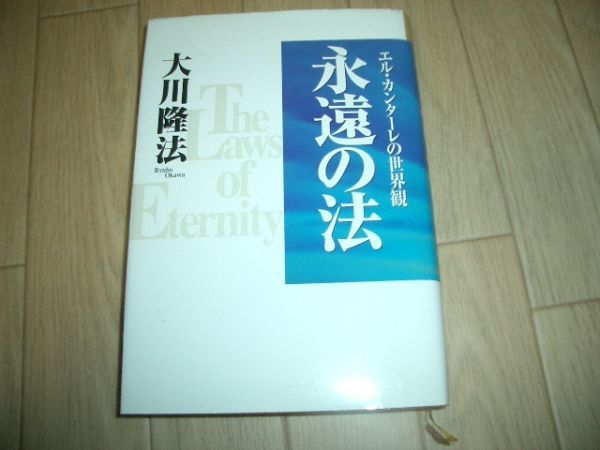 エル・カンターレの世界観
永遠の法
大川隆法
Ryuho
Okawa
The
Laws
of
Eternity